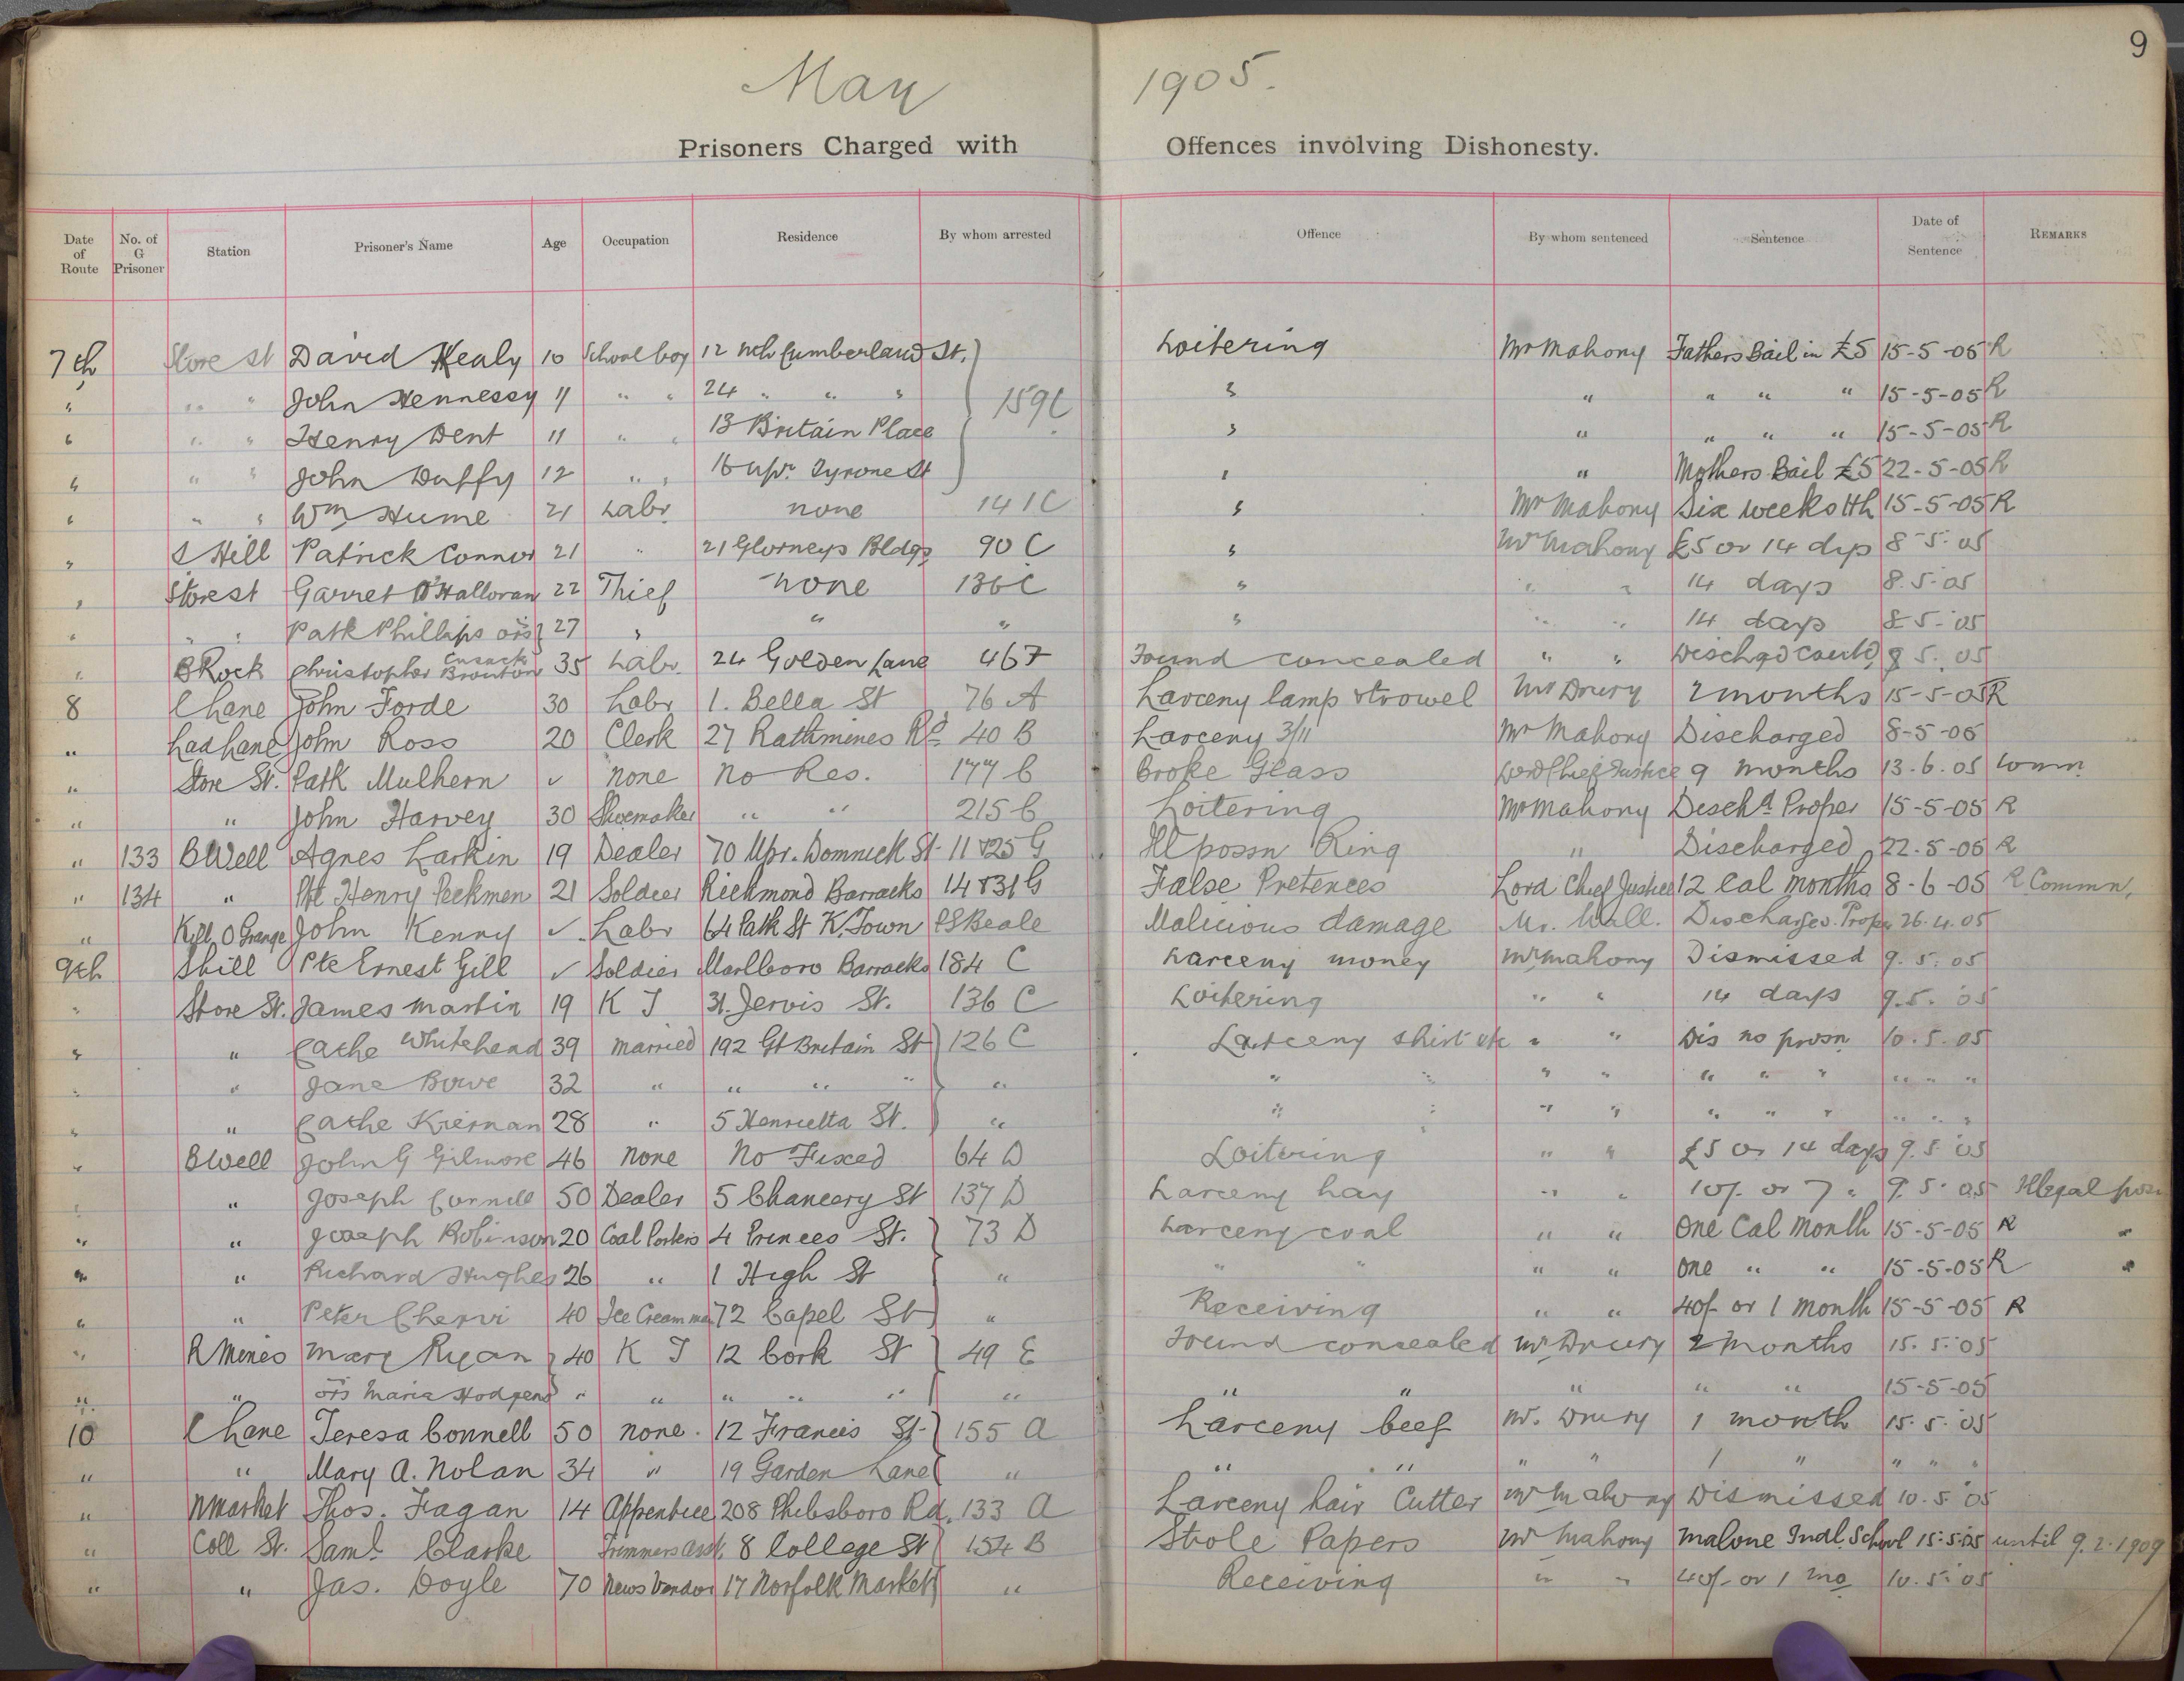 9
May 1905.
Prisoners Charged with Offences involving Dishonesty.
Date of Route | No. of G Prisoner | Station | Prisoner's Name | Age | Occupation | Residence | By whom arrested | Offence | By whom sentenced | Sentence | Date of Sentence | REMARKS
7th Store St David Healy 10 School boy 12 Nth Cumberland St. Loitering Mr Mahony Fathers Bail in £5 15-5-05 R
" " " John Hennessy 11 " " 24 " " " 159 C " " " " " 15-5-05 R
" " " Henry Dent 11 " " 13 Britain Place " " " " " 15-5-05 R
" " " John Duffy 12 " " 16 Upr. Tyrone St " " Mothers Bail £5 22-5-05 R
" " " Wm Hume 21 Labr none 141 C " Mr Mahony Six weeks HL 15-5-05 R
" S Hill Patrick Connor 21 " 21 Glorneys Bldgs 90 C " Mr Mahony £5 or 14 dys 8-5-05
" Store st Garret O'Halloran 22 Thief none 136 C " " " 14 days 8.5.05
" " " Patk Phillips 27 " " " " " " 14 days 8-5-05
" B Rock Christopher Cusack 35 Labr. 24 Golden Lane 46 F Found concealed " " 8 5. 05
8 C Lane John Forde 30 Labr 1. Bella St 76 A Larceny lamp & trowel Mr Drury 2 months 15-5-05 R
" Lad Lane John Ross 20 Clerk 27 Rathmines Rd 40 B Larceny 3/11 Mr Mahony Discharged 8-5-05
" Store St. Patk Mulhern ✓ none No Res. 177 C Broke Glass Lord Chief Justice 9 months 13.6.05 Comm
" " John Harvey 30 Shoemaker " " 215 C Loitering Mr Mahony Dischd Proper 15-5-05 R
" 133 BWell Agnes Larkin 19 Dealer 70 Upr. Dominick St 11 & 25 G Ill possn Ring " Discharged 22.5-05 R
" 134 " Pte Henry Peckmen 21 Soldier Richmond Barracks 14 & 31 G False Pretences Lord Chief Justice 12 Cal months 8-6-05 R Commn.
" Kill O Grange John Kenny ✓ Labr 64 Patk St K. Town PS Beale Malicious damage Mr. Wall. Discharged. Proper 26.4.05
9th S hill Pte Ernest Gill ✓ Soldier Marlboro Barracks 184 C Larceny money Mr Mahony Dismissed 9.5.05
" Store St. James Martin 19 K T 31. Jervis St. 136 C Loitering " " 14 days 9.5.05
" " Cathe Whitehead 39 married 192 Gt Britain St 126 C Larceny shirt etc " " Dis no prosn 10.5.05
" " Jane Bowe 32 " " " " " " " " " " " " " " "
" " Cathe Kiernan 28 " 5 Henrietta St. " " " " " " " " " " "
" BWell John G Gilmore 46 none No Fixed 64 D Loitering " " £5 or 14 days 9.5.05
" " Joseph Connell 50 Dealer 5 Chancery St 137 D Larceny hay " " 10/- or 7 " 9.5.05 Illegal possn
" " Joseph Robinson 20 Coal Porters 4 Princes St. 73 D Larceny coal " " One Cal Month 15-5-05 R "
" " Richard Hughes 26 " 1 High St " " " " " One " " 15-5-05 R "
" " Peter Chervi 40 Ice Cream man 72 Capel St " Receiving " " 40/- or 1 month 15-5-05 R
" R Mines Mary Ryan 40 K T 12 Cork St 49 E Found concealed Mr Drury 2 months 15.5.05
" " Maria Hodgens " " " " " " " " " " " 15-5-05
10 C Lane Teresa Connell 50 none. 12 Francis St 155 A Larceny beef Mr. Drury 1 month 15.5.05
" " Mary A. Nolan 34 " 19 Garden Lane " " " " " 1 " " " "
" N Market Thos. Fagan 14 Apprentice 208 Phibsboro Rd. 133 A Larceny hair Cutter Mr Mahony Dismissed 10.5.05
" Coll St. Saml Clarke Trimmers Asst. 8 College St 154 B Stole Papers Mr Mahony Malone Indl. School 15.5.05 until 9.2.1909
" " Jas. Doyle 70 News Vendor 17 Norfolk Market " Receiving " " 40/- or 1 mo 10.5.05